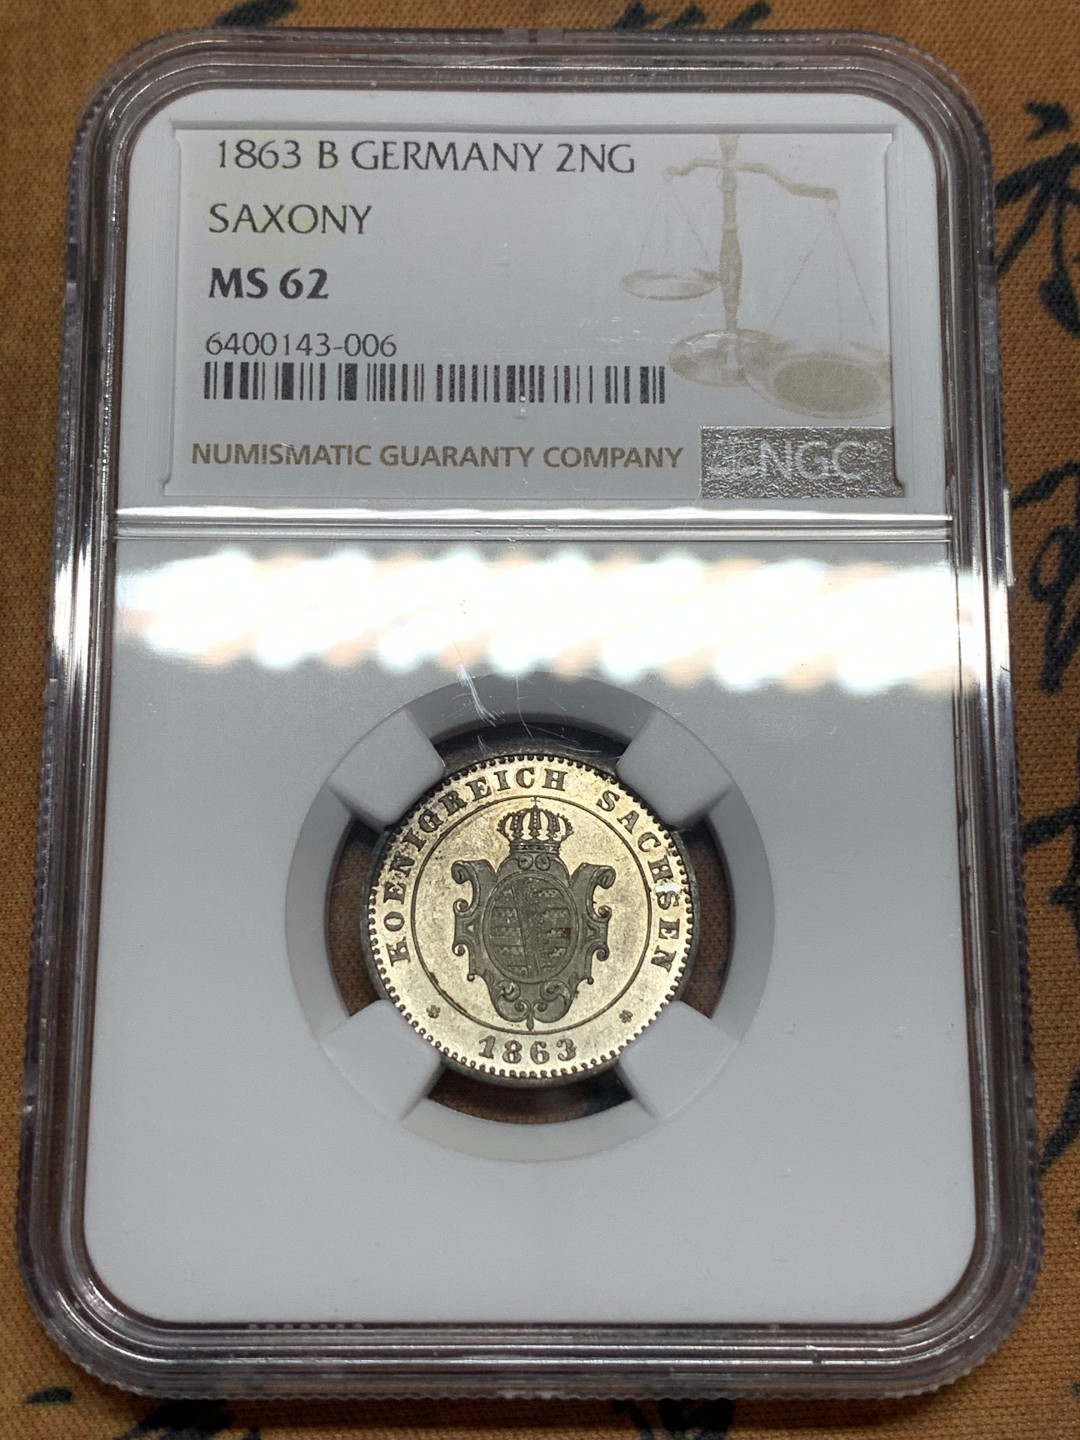 1863 B GERMANY 2NG
SAXONY
MS 62
6400143-006
NUMISMATIC GUARANTY COMPANY
NGC®
KOENIGREICH SACHSEN
1863